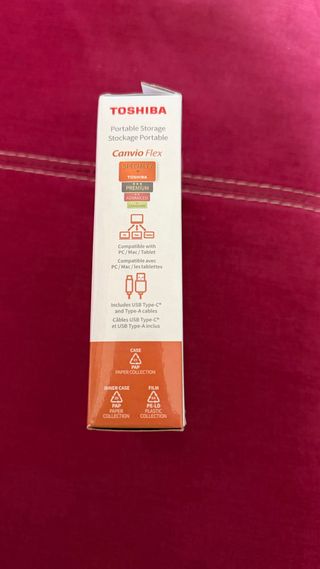 TOSHIBA
Portable Storage
Stockage Portable
Canvio Flex
TOSHIBA
PREMIUM
ADVANCED
Compatible with
PC / Mac / Tablet
Compatible avec
PC / Mac / les tablettes
Includes USB Type-C®
and Type-A cables
Câbles USB Type-C®
et USB Type-A inclus
CASE
PAP
PAPER COLLECTION
INNER CASE
PAP
PAPER
COLLECTION
FILM
PE-LD
PLASTIC
COLLECTION